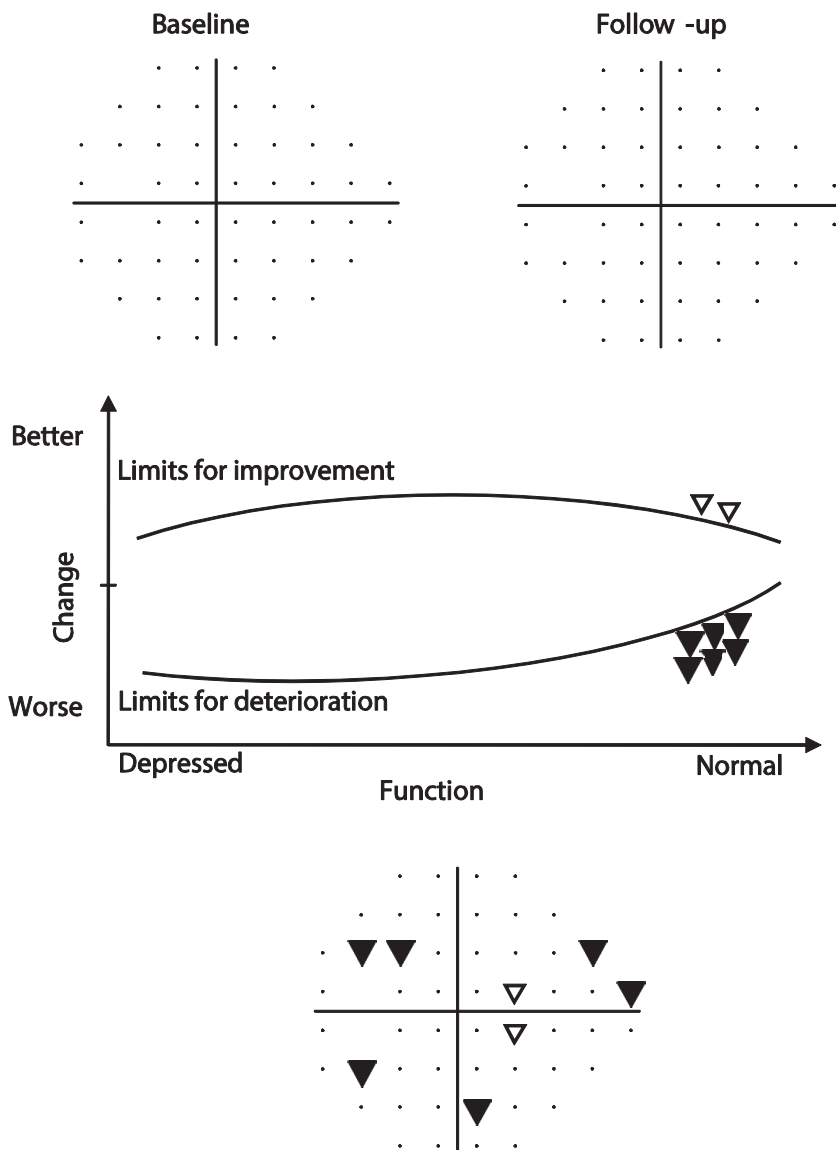 Baseline
Follow -up
Better
Limits for improvement
Change
Worse
Limits for deterioration
Depressed
Normal
Function